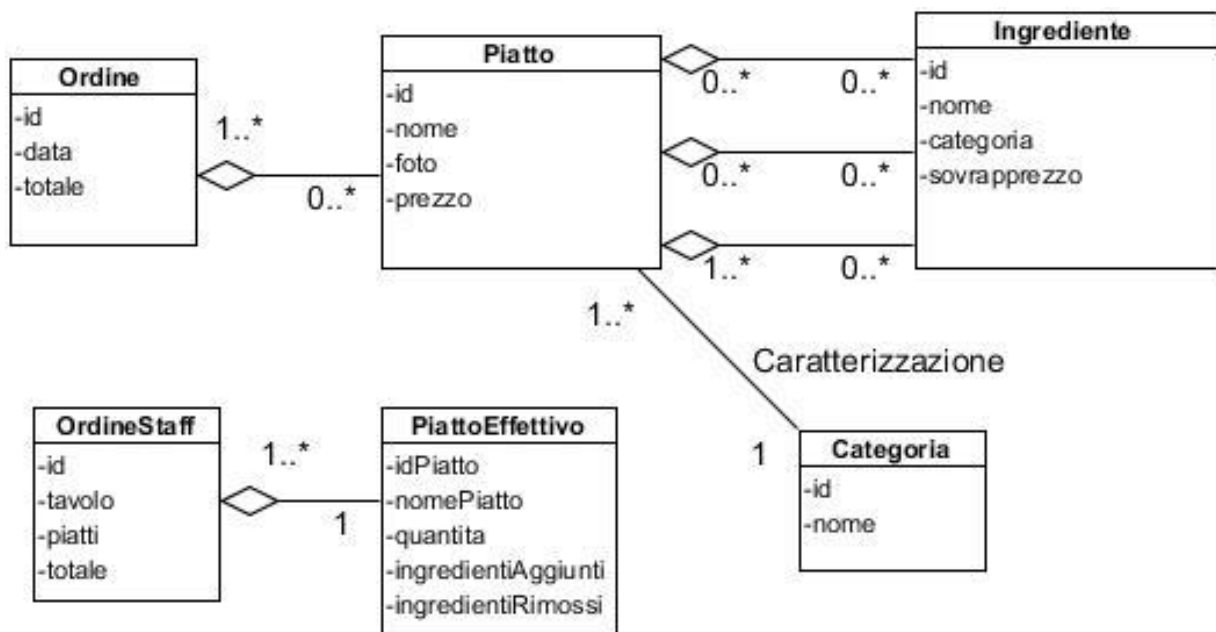 Ordine
-id
-data
-totale
1..*
0..*
Piatto
-id
-nome
-foto
-prezzo
0..*
0..*
0..*
0..*
1..*
0..*
Ingrediente
-id
-nome
-categoria
-sovrapprezzo
1..*
Caratterizzazione
1
Categoria
-id
-nome
OrdineStaff
-id
-tavolo
-piatti
-totale
1..*
1
PiattoEffettivo
-idPiatto
-nomePiatto
-quantita
-ingredientiAggiunti
-ingredientiRimossi